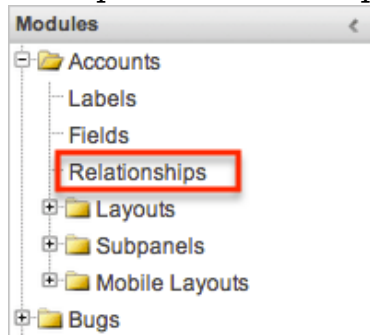 Modules
Accounts
Labels
Fields
Relationships
Layouts
Subpanels
Mobile Layouts
Bugs